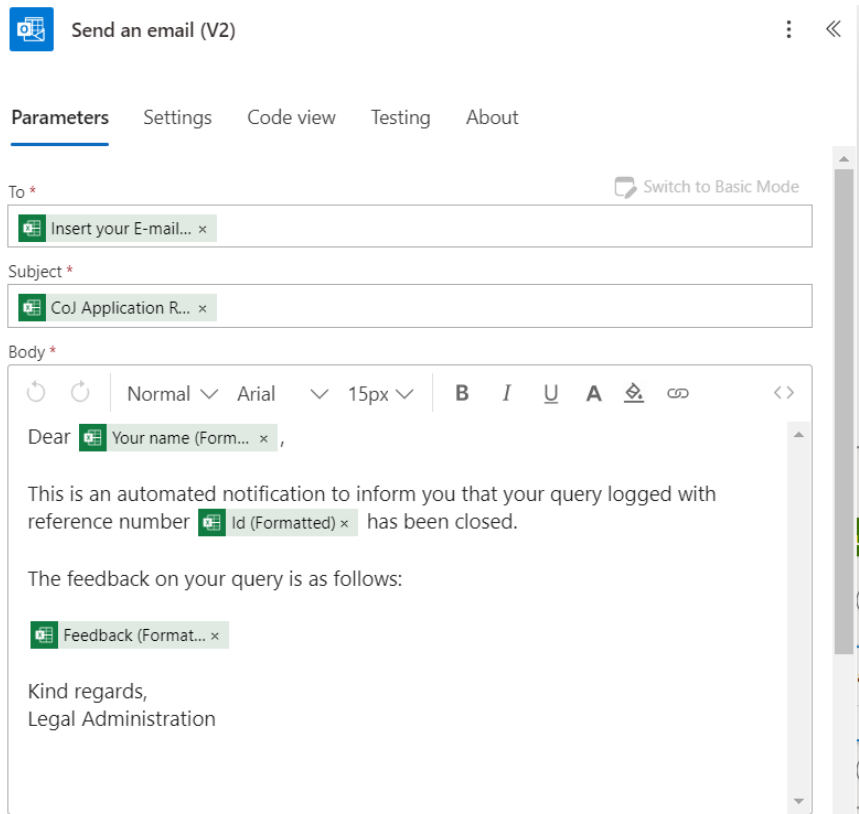 Send an email (V2)
Parameters Settings Code view Testing About
Switch to Basic Mode
To *
Insert your E-mail... ×
Subject *
CoJ Application R... ×
Body *
Normal Arial 15px B I U A <>
Dear Your name (Form... × ,
This is an automated notification to inform you that your query logged with
reference number Id (Formatted) × has been closed.
The feedback on your query is as follows:
Feedback (Format... ×
Kind regards,
Legal Administration